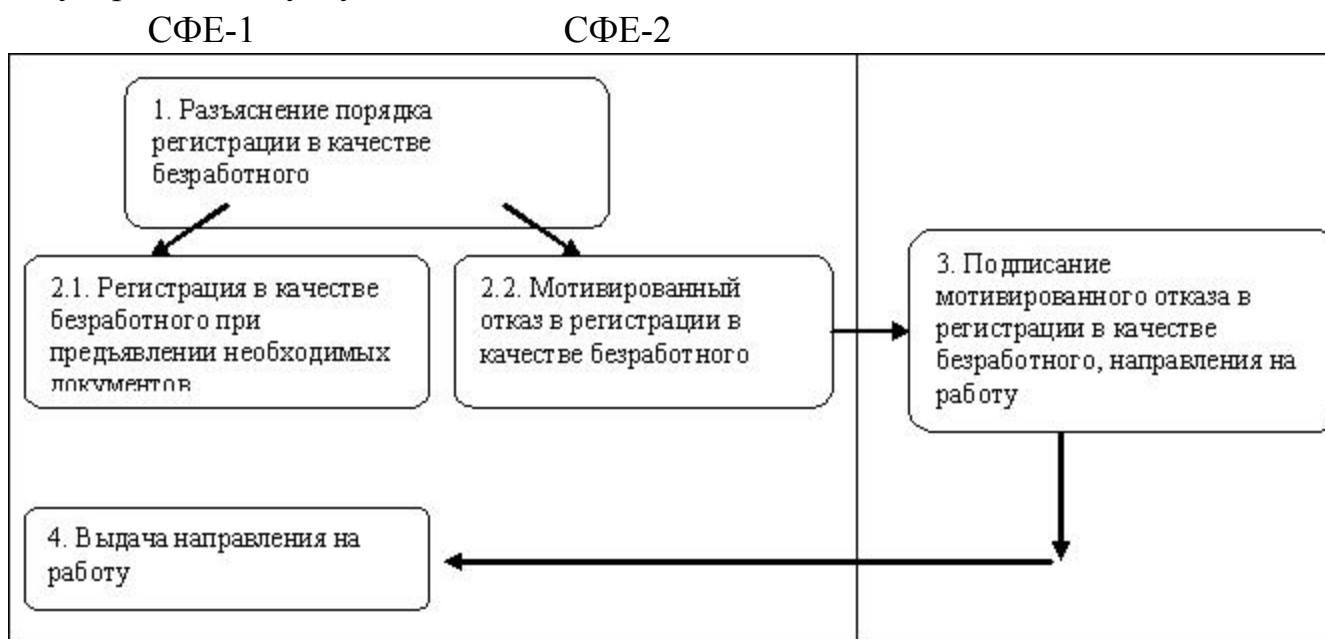 СФЕ-1 СФЕ-2
1. Разъяснение порядка
регистрации в качестве
безработного
2.1. Регистрация в качестве
безработного при
предъявлении необходимых
документов
2.2. Мотивированный
отказ в регистрации в
качестве безработного
3. Подписание
мотивированного отказа в
регистрации в качестве
безработного, направления на
работу
4. Выдача направления на
работу